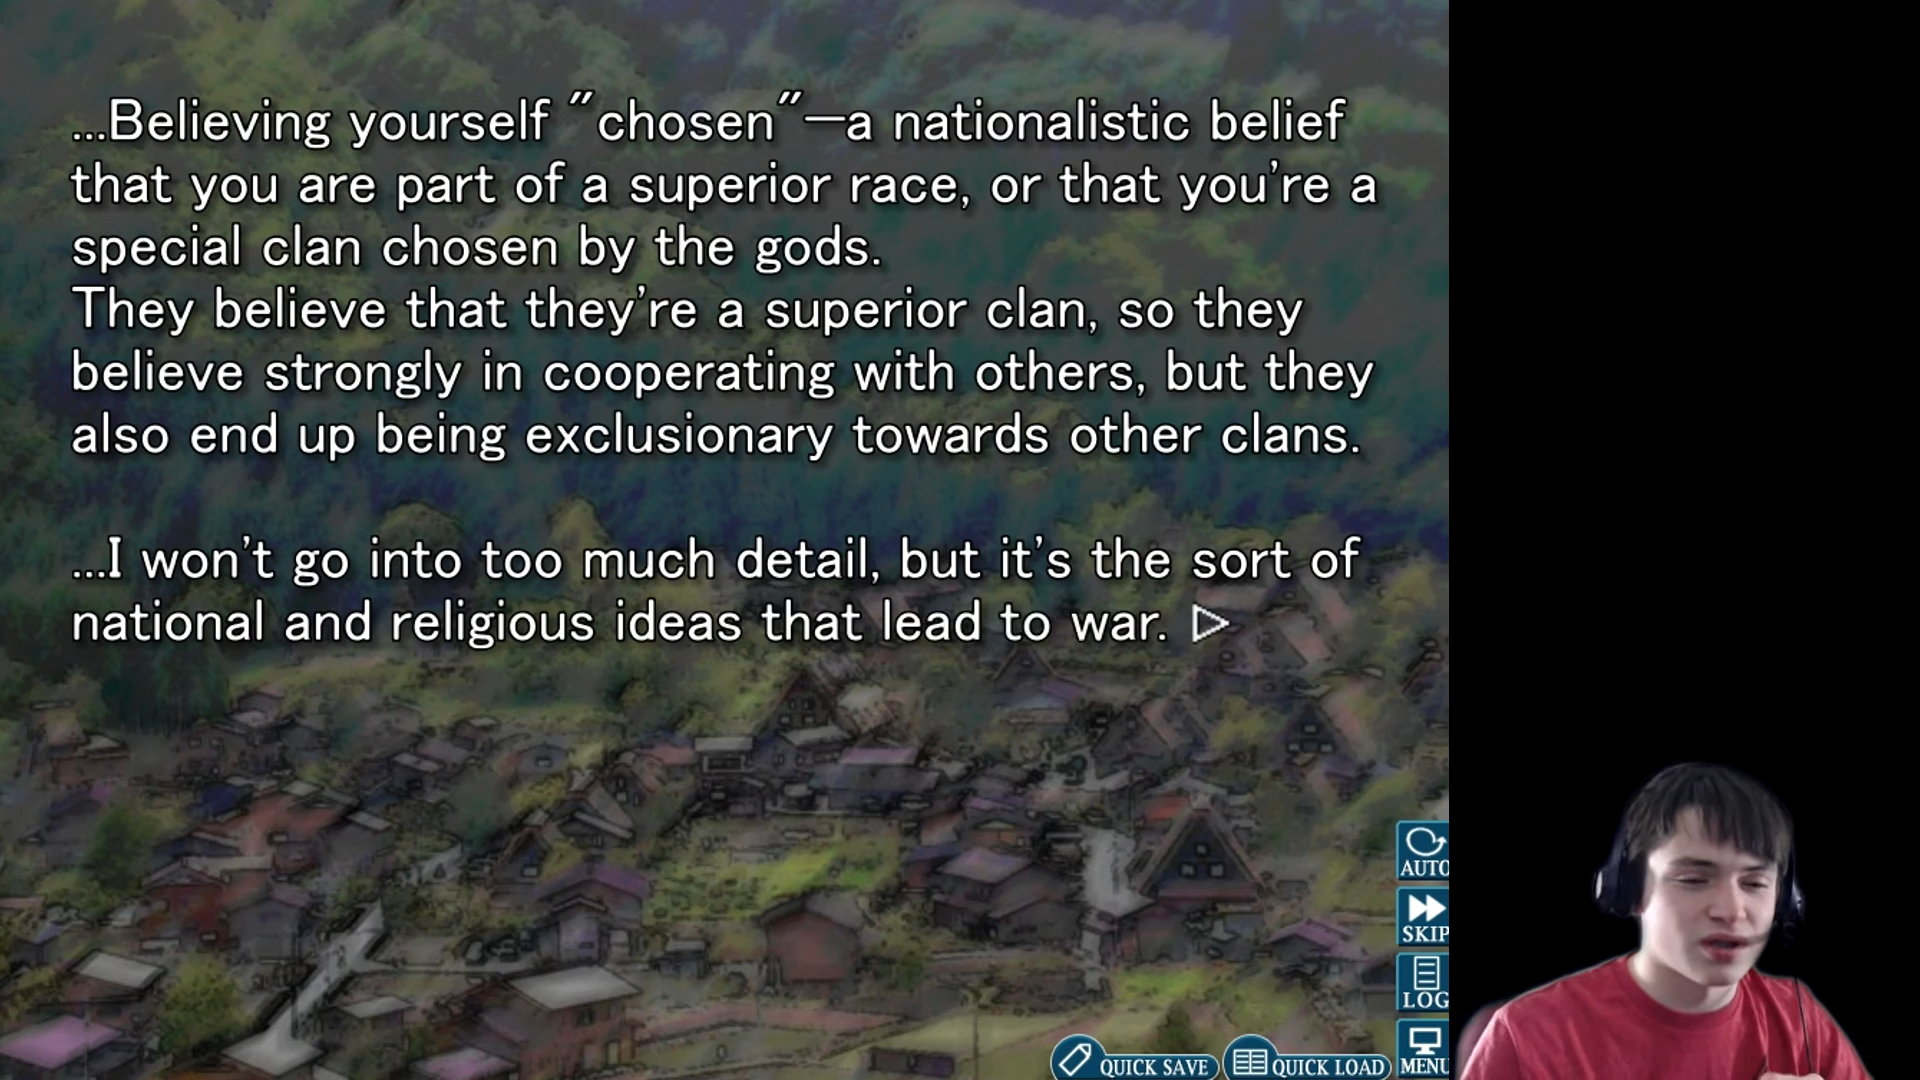 ...Believing yourself "chosen"—a nationalistic belief
that you are part of a superior race, or that you're a
special clan chosen by the gods.
They believe that they're a superior clan, so they
believe strongly in cooperating with others, but they
also end up being exclusionary towards other clans.
...I won't go into too much detail, but it's the sort of
national and religious ideas that lead to war.
AUTO
SKIP
LOG
MENU
QUICK SAVE
QUICK LOAD